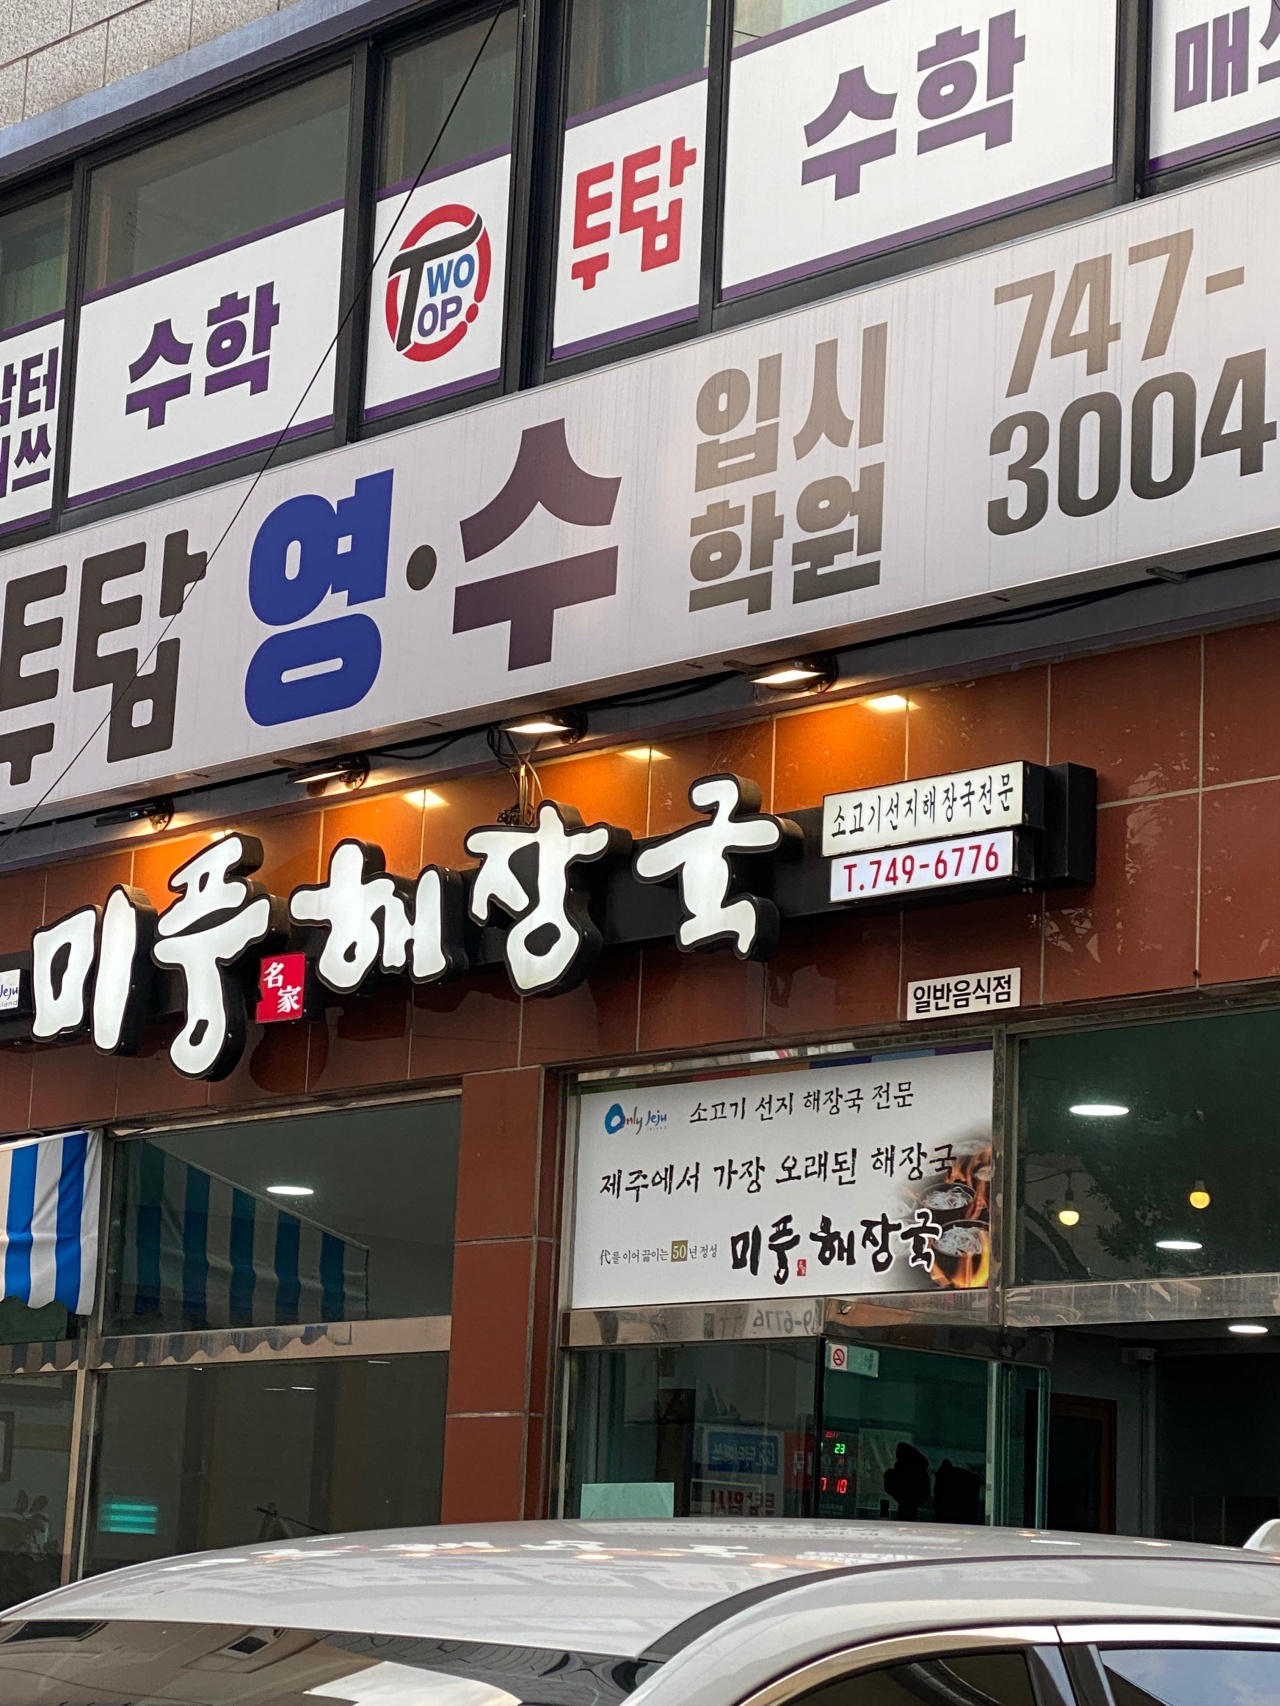 수학
TWO
TOP
투탑
수학
투탑 영·수
입시
학원
747-
3004
소고기선지해장국전문
T.749-6776
미풍해장국
名家
Jeju
일반음식점
Only Jeju
소고기 선지 해장국 전문
제주에서 가장 오래된 해장국
代를 이어 끓이는 50년 정성
미풍해장국
23
7 10